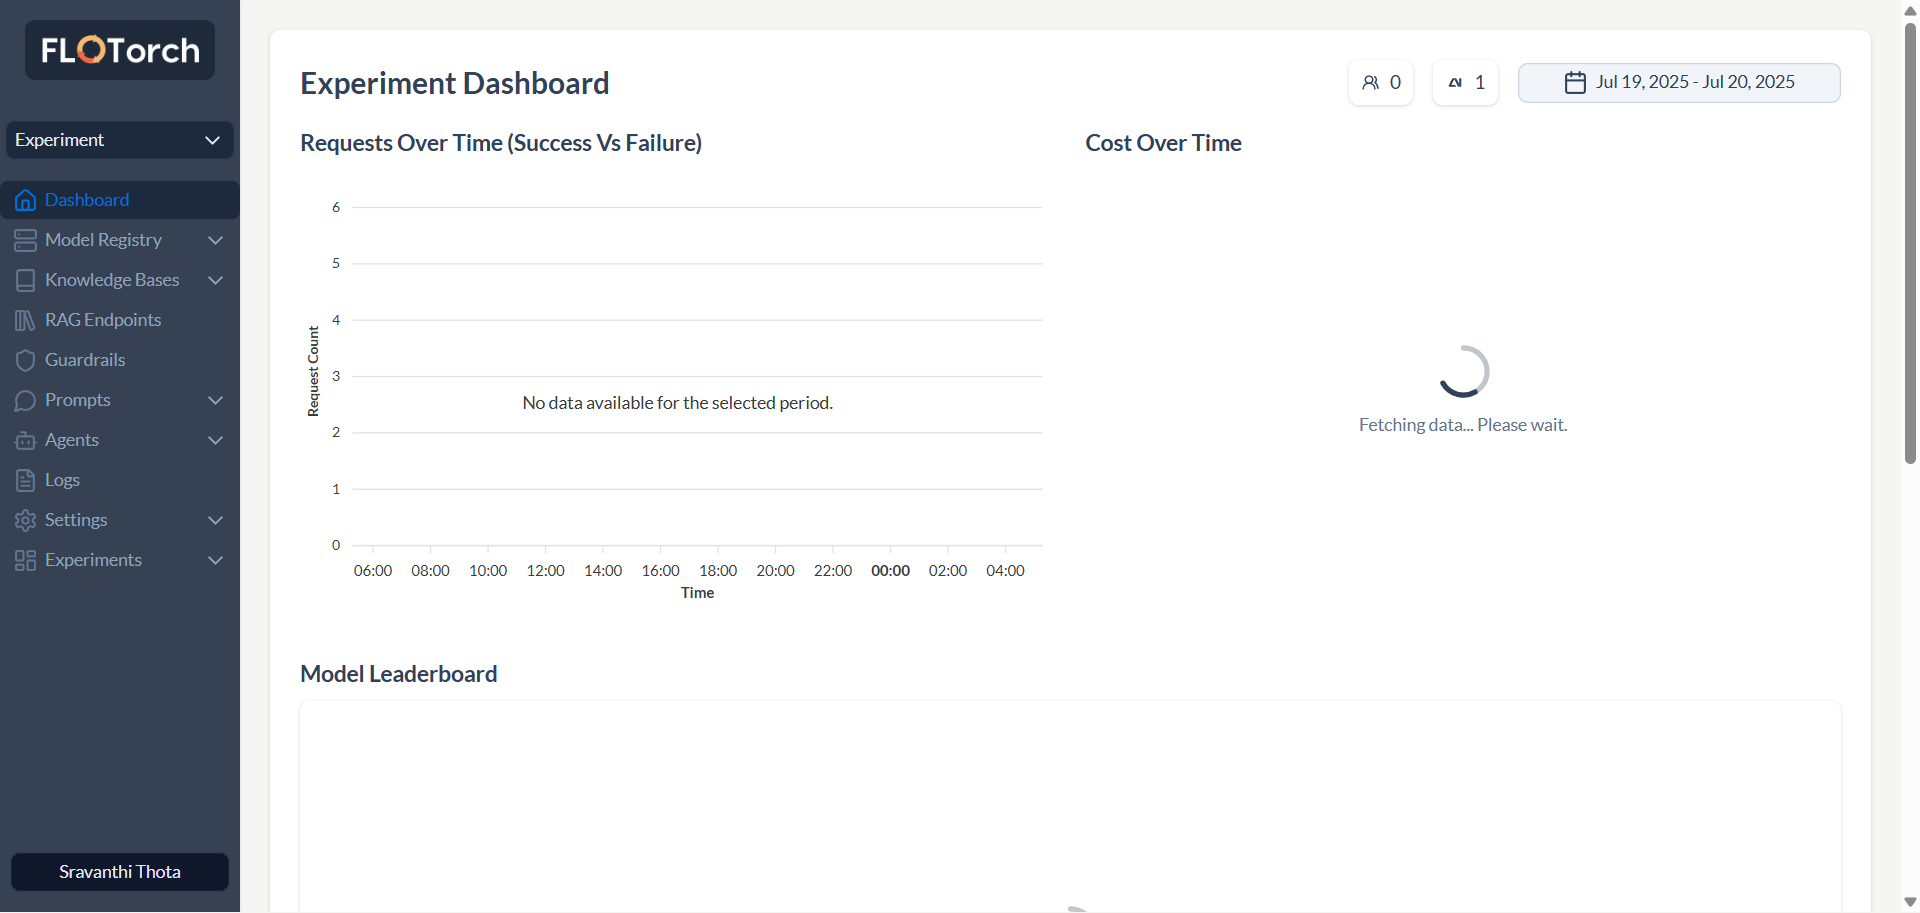 FLOTorch
Experiment
Dashboard
Model Registry
Knowledge Bases
RAG Endpoints
Guardrails
Prompts
Agents
Logs
Settings
Experiments
Sravanthi Thota
Experiment Dashboard
0
1
Jul 19, 2025 - Jul 20, 2025
Requests Over Time (Success Vs Failure)
6
5
4
3
2
1
0
Request Count
No data available for the selected period.
06:00 08:00 10:00 12:00 14:00 16:00 18:00 20:00 22:00 00:00 02:00 04:00
Time
Cost Over Time
Fetching data... Please wait.
Model Leaderboard